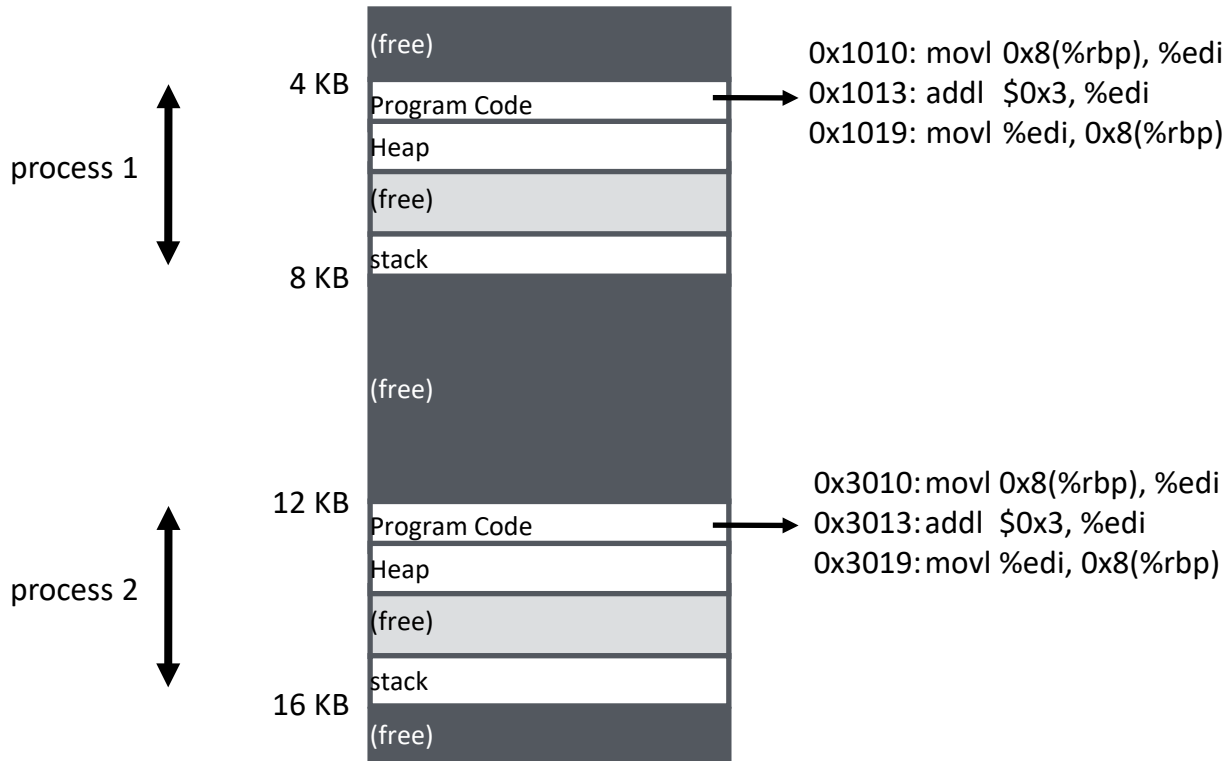 (free)
4 KB
Program Code
0x1010: movl 0x8(%rbp), %edi
0x1013: addl $0x3, %edi
0x1019: movl %edi, 0x8(%rbp)
process 1
Heap
(free)
stack
8 KB
(free)
12 KB
Program Code
0x3010: movl 0x8(%rbp), %edi
0x3013: addl $0x3, %edi
0x3019: movl %edi, 0x8(%rbp)
process 2
Heap
(free)
stack
16 KB
(free)